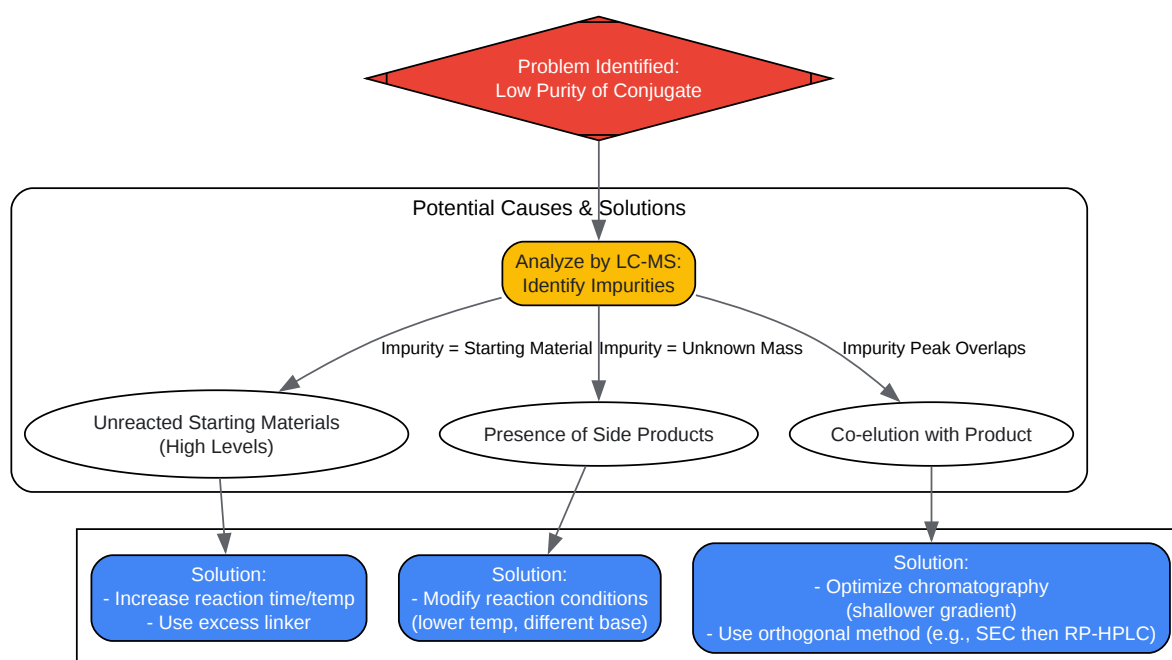 Problem Identified:
Low Purity of Conjugate
Potential Causes & Solutions
Analyze by LC-MS:
Identify Impurities
Impurity = Starting Material
Impurity = Unknown Mass
Impurity Peak Overlaps
Unreacted Starting Materials
(High Levels)
Presence of Side Products
Co-elution with Product
Solution:
- Increase reaction time/temp
- Use excess linker
Solution:
- Modify reaction conditions
(lower temp, different base)
Solution:
- Optimize chromatography
(shallower gradient)
- Use orthogonal method (e.g., SEC then RP-HPLC)